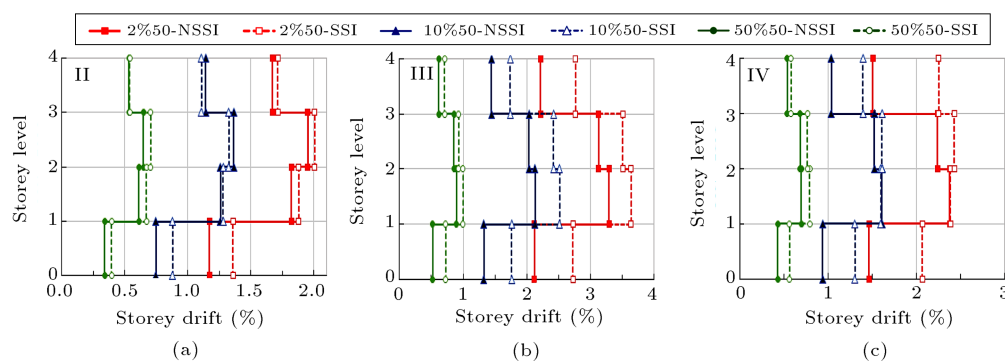 2%50-NSSI 2%50-SSI 10%50-NSSI 10%50-SSI 50%50-NSSI 50%50-SSI
4
3
2
1
0
Storey level
II
0.0 0.5 1.0 1.5 2.0
Storey drift (%)
(a)
4
3
2
1
0
Storey level
III
0 1 2 3 4
Storey drift (%)
(b)
4
3
2
1
0
Storey level
IV
0 1 2 3
Storey drift (%)
(c)